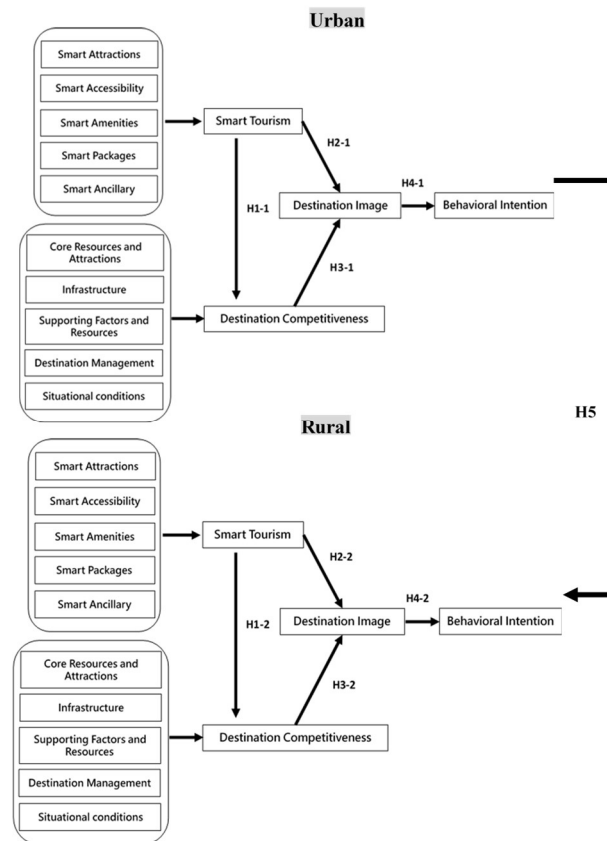 Urban
Smart Attractions
Smart Accessibility
Smart Amenities
Smart Packages
Smart Ancillary
Smart Tourism
H2-1
H4-1
Destination Image
Behavioral Intention
H1-1
H3-1
Core Resources and
Attractions
Infrastructure
Supporting Factors and
Resources
Destination Management
Situational conditions
Destination Competitiveness
H5
Rural
Smart Attractions
Smart Accessibility
Smart Amenities
Smart Packages
Smart Ancillary
Smart Tourism
H2-2
H4-2
Destination Image
Behavioral Intention
H1-2
H3-2
Core Resources and
Attractions
Infrastructure
Supporting Factors and
Resources
Destination Management
Situational conditions
Destination Competitiveness